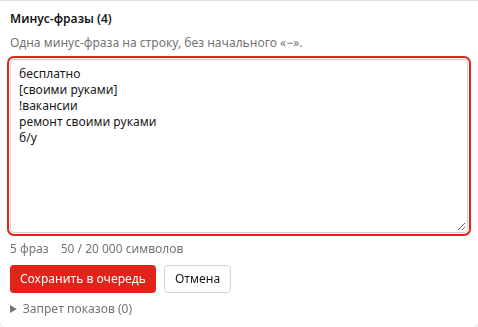 Минус-фразы (4)
Одна минус-фраза на строку, без начального «−».
бесплатно
[своими руками]
!вакансии
ремонт своими руками
б/у
5 фраз 50 / 20 000 символов
Сохранить в очередь Отмена
▶ Запрет показов (0)